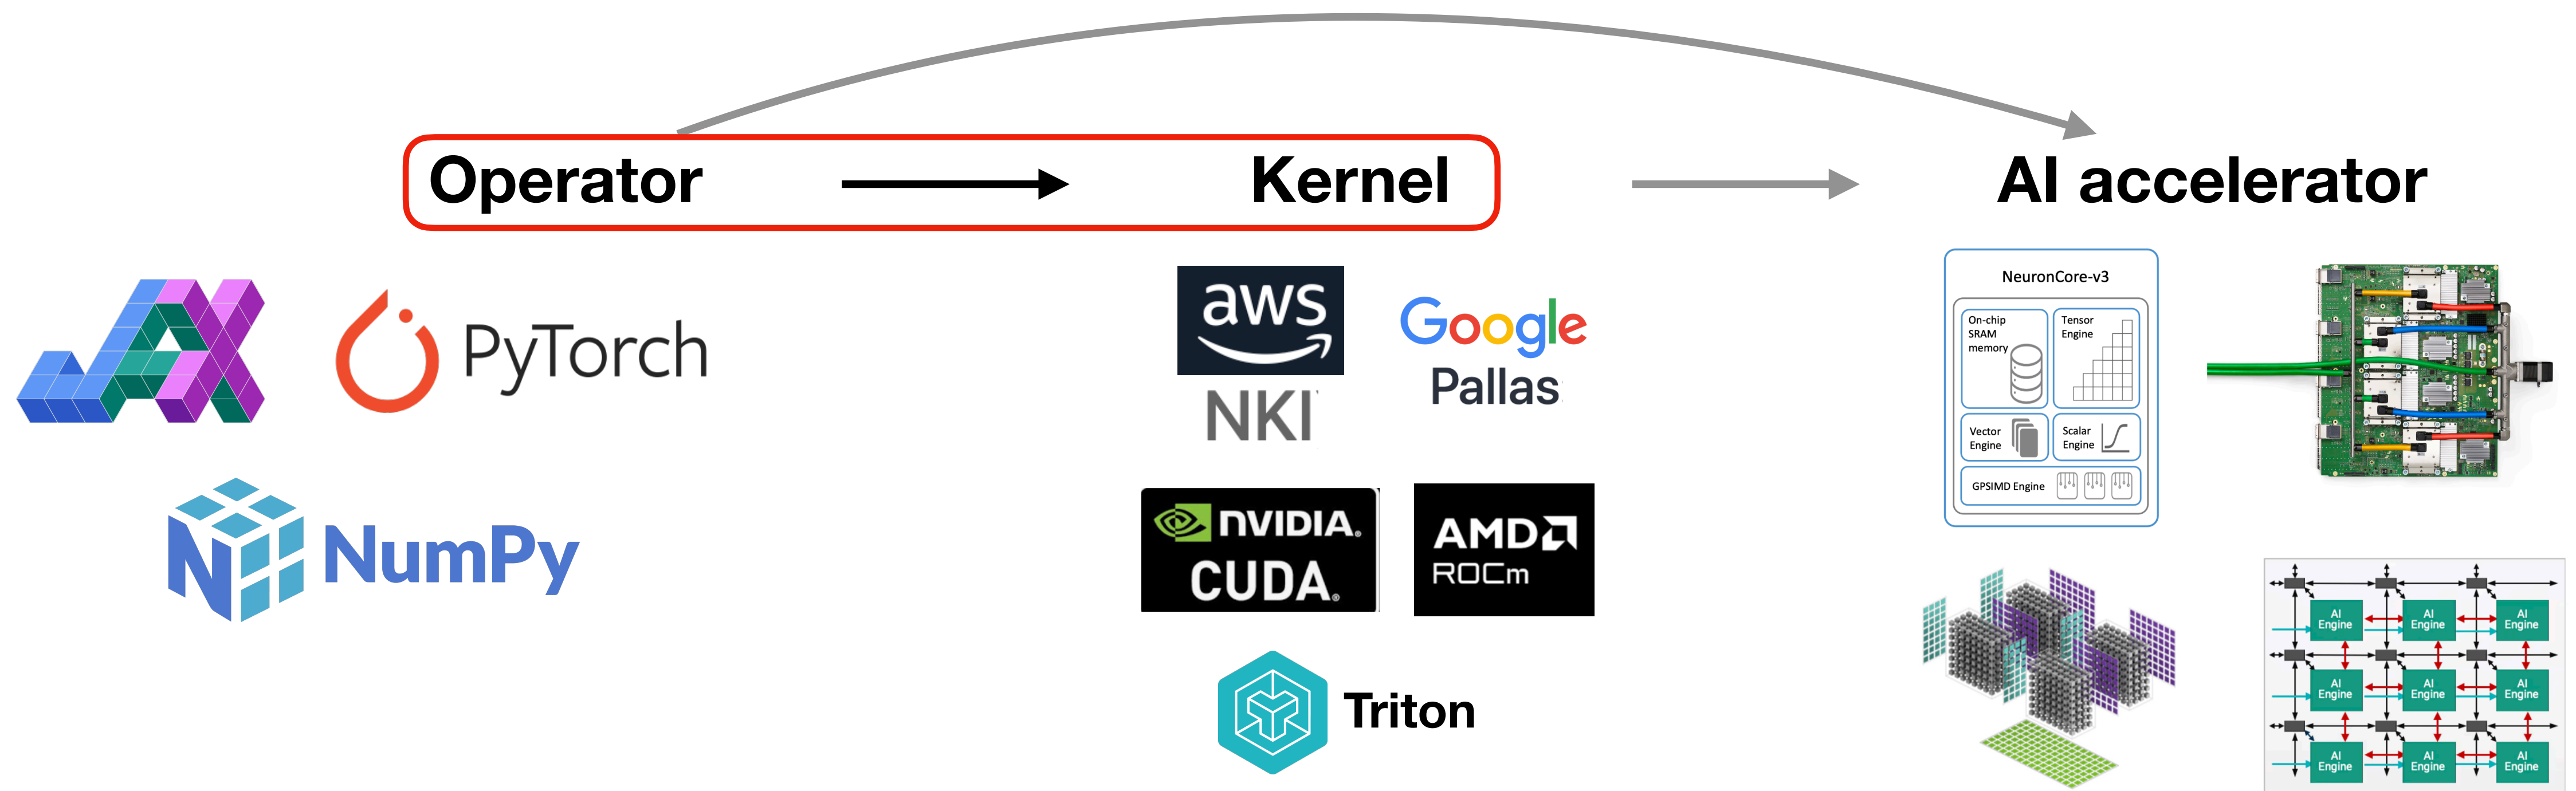 Operator
Kernel
AI accelerator
JAX
PyTorch
NumPy
aws
NKI
Google
Pallas
NVIDIA.
CUDA.
AMD
ROCm
Triton
NeuronCore-v3
On-chip
SRAM
memory
Tensor
Engine
Vector
Engine
Scalar
Engine
GPSIMD Engine
AI
Engine
AI
Engine
AI
Engine
AI
Engine
AI
Engine
AI
Engine
AI
Engine
AI
Engine
AI
Engine